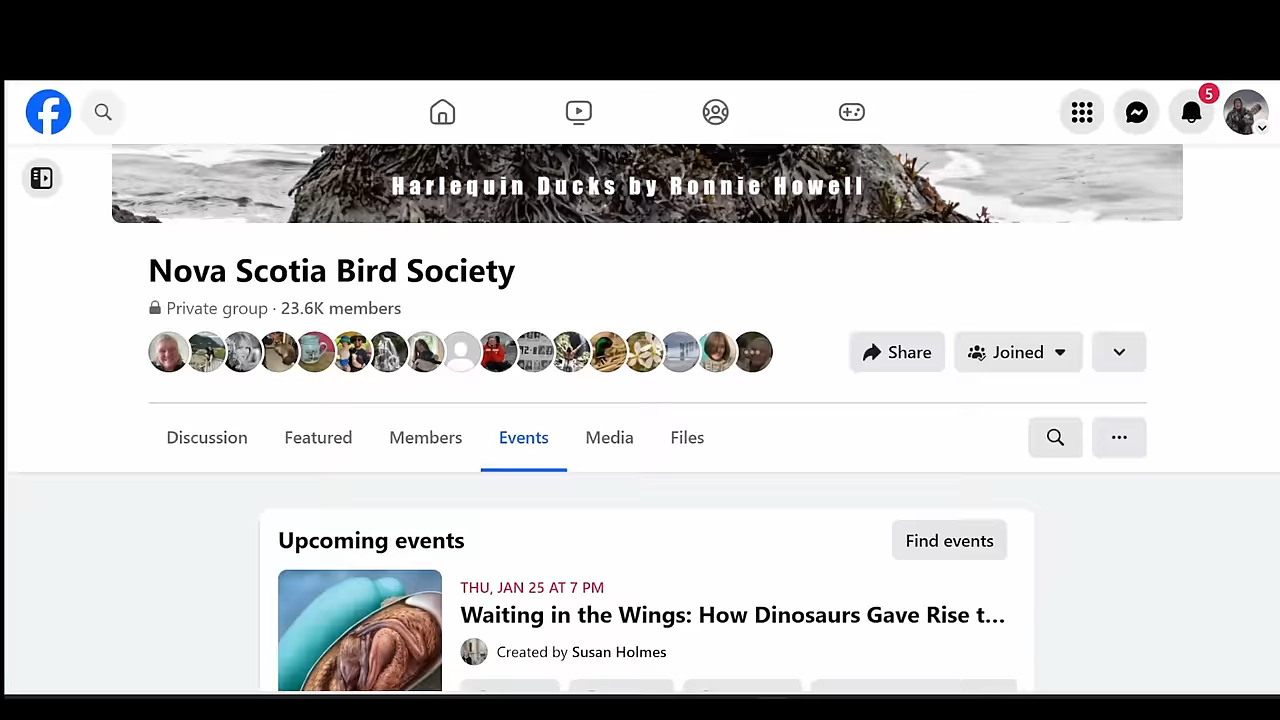 5
Harlequin Ducks by Ronnie Howell
Nova Scotia Bird Society
Private group · 23.6K members
Share
Joined
Discussion
Featured
Members
Events
Media
Files
Upcoming events
Find events
THU, JAN 25 AT 7 PM
Waiting in the Wings: How Dinosaurs Gave Rise t...
Created by Susan Holmes